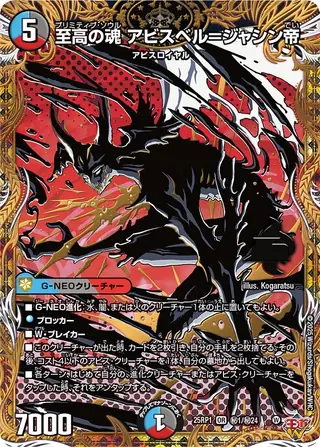 プリミティブ・ソウル
てい
5
至高の魂 アビスベル=ジャシン帝
アビスロイヤル
illus. Kogaratsu
G-NEOクリーチャー
■G-NEO進化:水、闇、または火のクリーチャー1体の上に置いてもよい。
■ブロッカー
■W・ブレイカー
■このクリーチャーが出た時、カードを2枚引き、自分の手札を2枚捨てる。その
後、コスト4以下のアビス・クリーチャーを1体、自分の墓地から出してもよい。
■各ターン、はじめて自分のアビス・クリーチャーまたはアビスロイヤル・クリーチャーを
タップした時、それをアンタップする。
7000
1
25RP1
OR